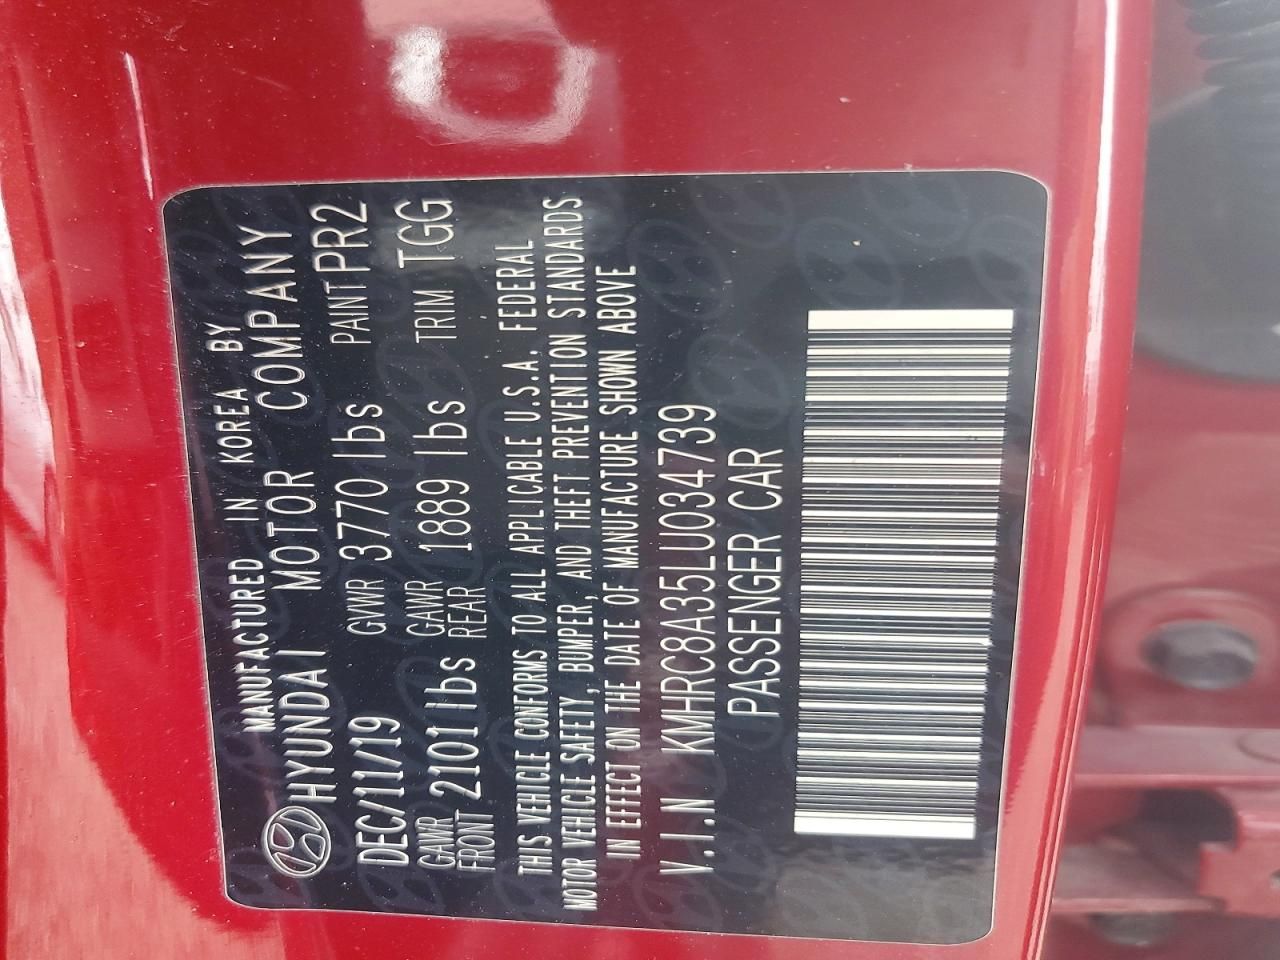 MANUFACTURED IN KOREA BY
HYUNDAI MOTOR COMPANY
DEC/11/19 GVWR 3770 lbs PAINT PR2
GAWR FRONT 2101 lbs GAWR REAR 1889 lbs TRIM TGG
THIS VEHICLE CONFORMS TO ALL APPLICABLE U.S.A. FEDERAL
MOTOR VEHICLE SAFETY, BUMPER, AND THEFT PREVENTION STANDARDS
IN EFFECT ON THE DATE OF MANUFACTURE SHOWN ABOVE
V.I.N KMHRC8A35LU034739
PASSENGER CAR